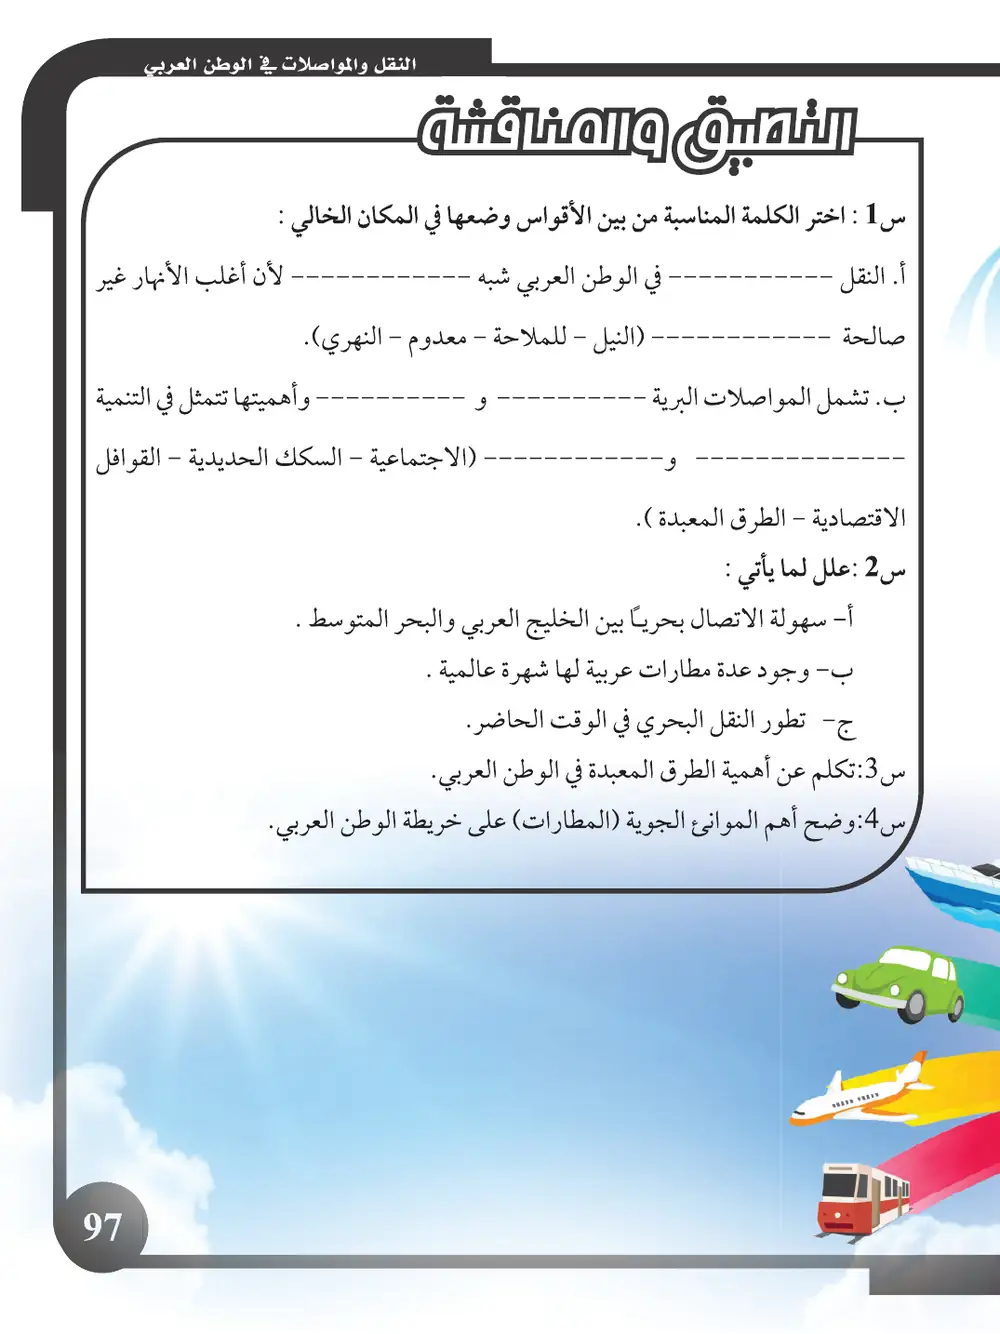 النقل والمواصلات في الوطن العربي
التطبيق والمناقشة
س1 : اختر الكلمة المناسبة من بين الأقواس وضعها في المكان الخالي :
أ. النقل ----------- في الوطن العربي شبه ------------ لأن أغلب الأنهار غير
صالحة ------------ (النيل - للملاحة - معدوم - النهري).
ب. تشمل المواصلات البرية ---------- و ---------- وأهميتها تتمثل في التنمية
-------------- و------------ (الاجتماعية - السكك الحديدية - القوافل
الاقتصادية - الطرق المعبدة ).
س2 :علل لما يأتي :
أ- سهولة الاتصال بحريـًا بين الخليج العربي والبحر المتوسط .
ب- وجود عدة مطارات عربية لها شهرة عالمية .
ج- تطور النقل البحري في الوقت الحاضر.
س3:تكلم عن أهمية الطرق المعبدة في الوطن العربي.
س4:وضح أهم الموانئ الجوية (المطارات) على خريطة الوطن العربي.
97